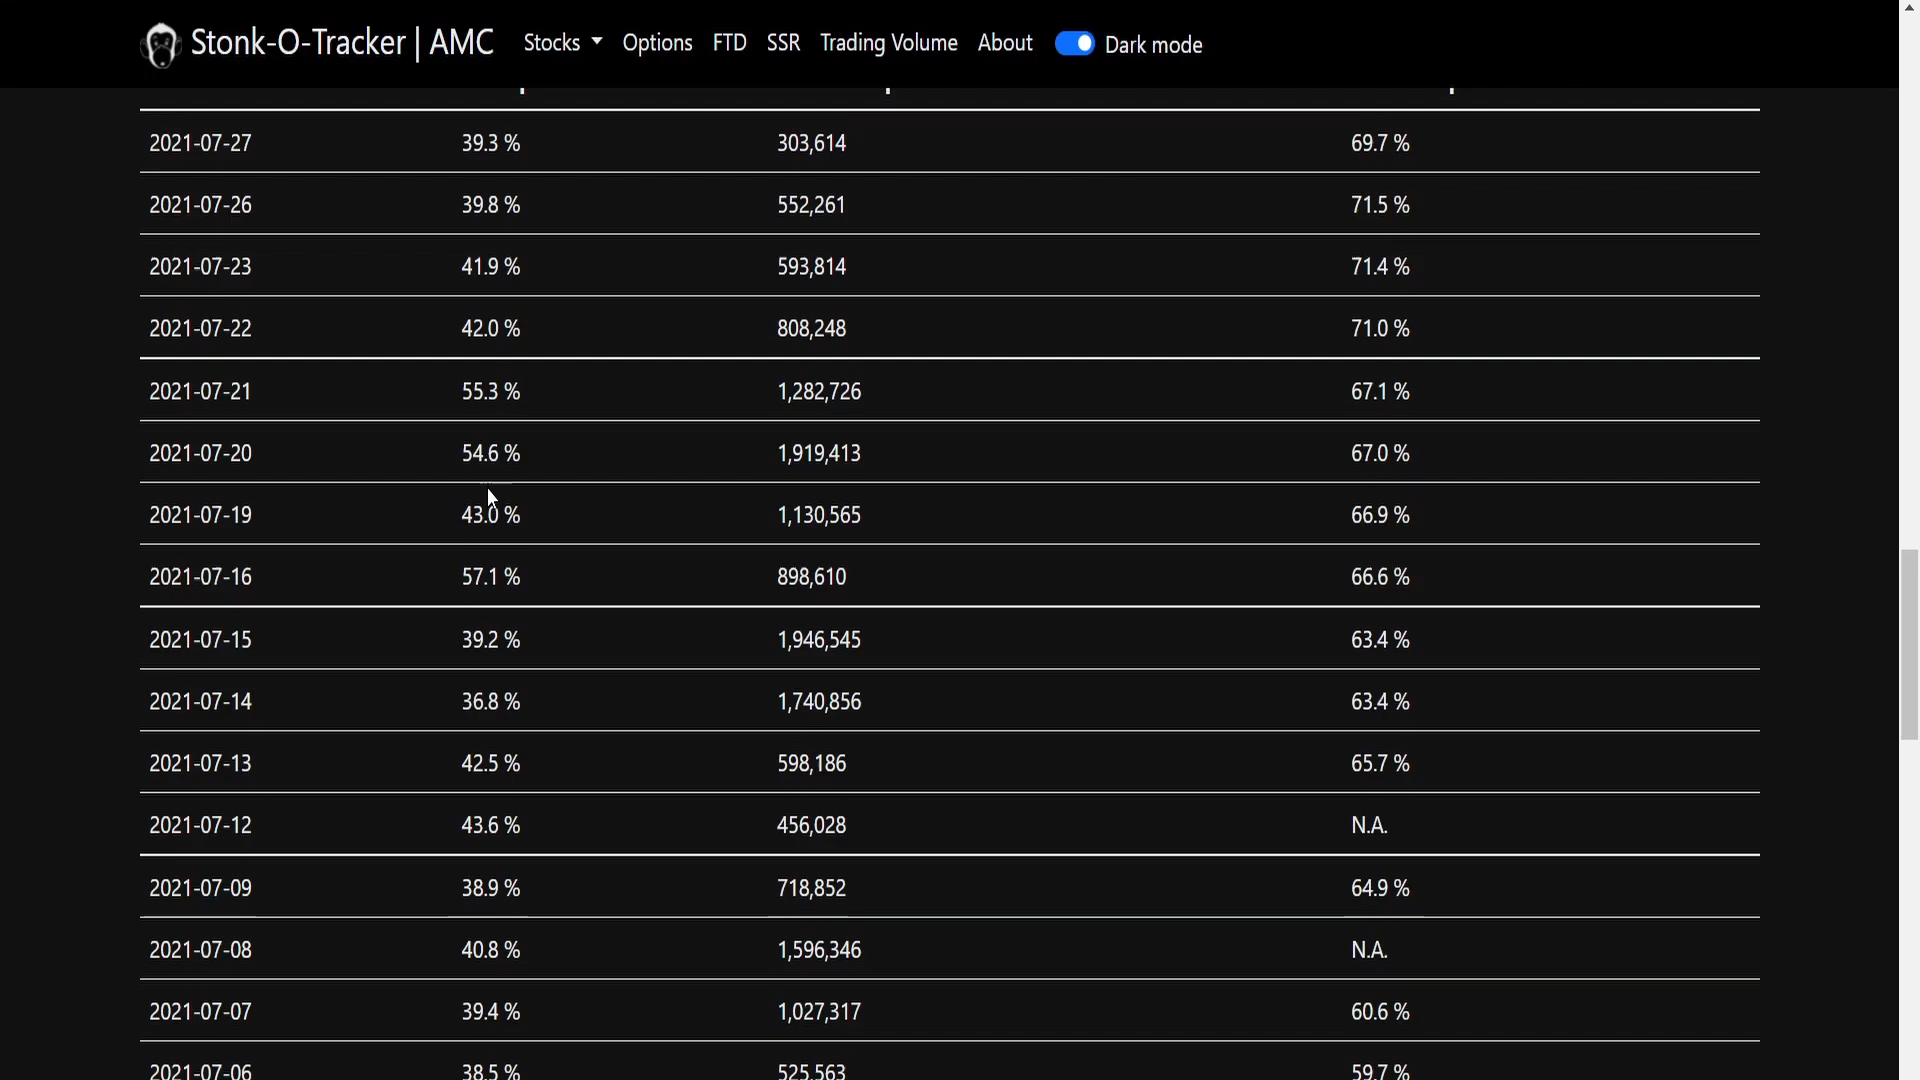 Stonk-O-Tracker | AMC Stocks Options FTD SSR Trading Volume About Dark mode
2021-07-27 39.3 % 303,614 69.7 %
2021-07-26 39.8 % 552,261 71.5 %
2021-07-23 41.9 % 593,814 71.4 %
2021-07-22 42.0 % 808,248 71.0 %
2021-07-21 55.3 % 1,282,726 67.1 %
2021-07-20 54.6 % 1,919,413 67.0 %
2021-07-19 43.0 % 1,130,565 66.9 %
2021-07-16 57.1 % 898,610 66.6 %
2021-07-15 39.2 % 1,946,545 63.4 %
2021-07-14 36.8 % 1,740,856 63.4 %
2021-07-13 42.5 % 598,186 65.7 %
2021-07-12 43.6 % 456,028 N.A.
2021-07-09 38.9 % 718,852 64.9 %
2021-07-08 40.8 % 1,596,346 N.A.
2021-07-07 39.4 % 1,027,317 60.6 %
2021-07-06 38.5 % 525,563 59.7 %